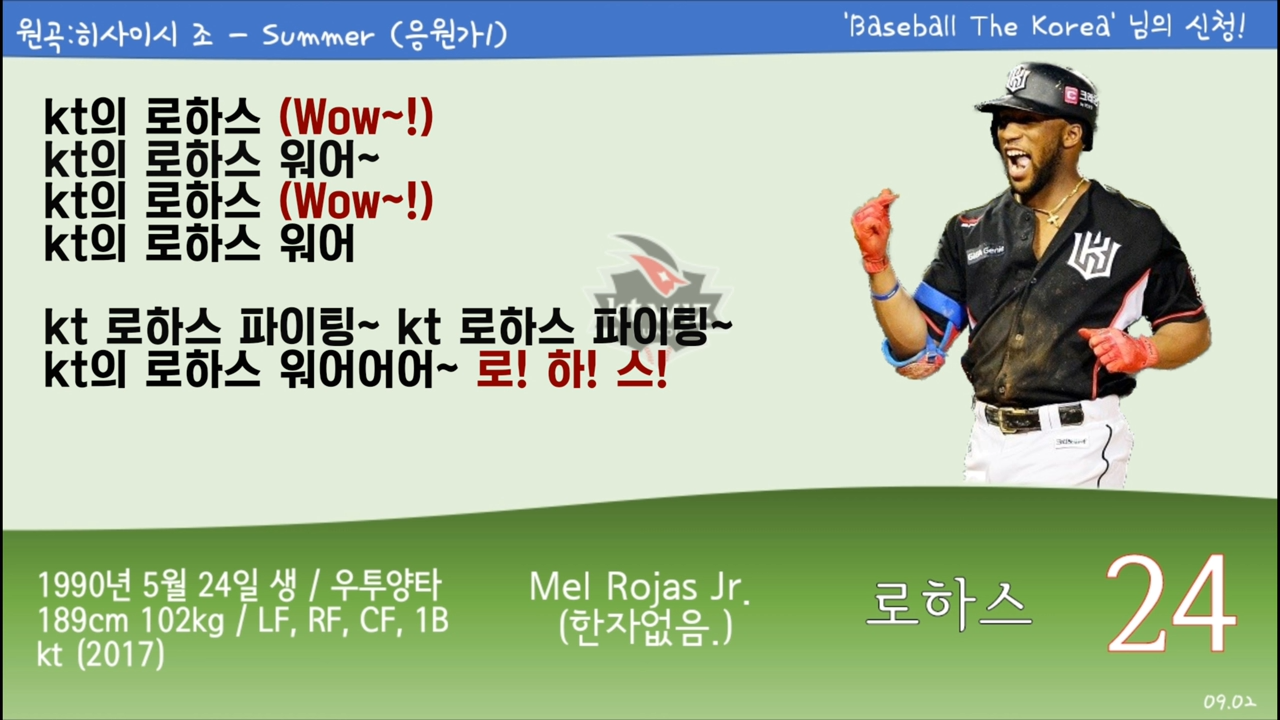 원곡:히사이시 조 - Summer (응원가1)
'Baseball The Korea' 님의 신청!
kt의 로하스 (Wow~!)
kt의 로하스 워어~
kt의 로하스 (Wow~!)
kt의 로하스 워어
kt 로하스 파이팅~ kt 로하스 파이팅~
kt의 로하스 워어어어~ 로! 하! 스!
1990년 5월 24일 생 / 우투양타
189cm 102kg / LF, RF, CF, 1B
kt (2017)
Mel Rojas Jr.
(한자없음.)
로하스
24
09.02